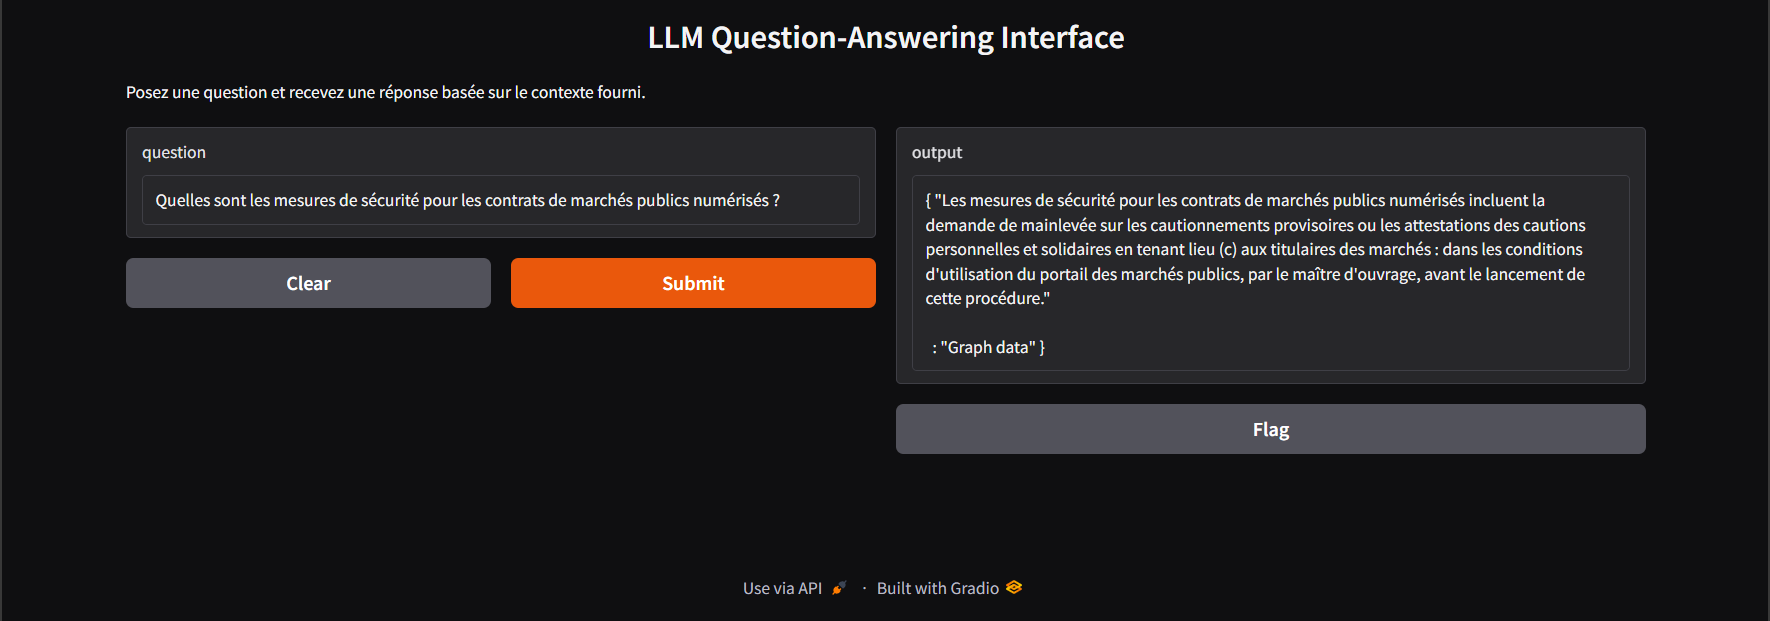 LLM Question-Answering Interface
Posez une question et recevez une réponse basée sur le contexte fourni.
question
Quelles sont les mesures de sécurité pour les contrats de marchés publics numérisés ?
Clear
Submit
output
{ "Les mesures de sécurité pour les contrats de marchés publics numérisés incluent la
demande de mainlevée sur les cautionnements provisoires ou les attestations des cautions
personnelles et solidaires en tenant lieu (c) aux titulaires des marchés : dans les conditions
d'utilisation du portail des marchés publics, par le maître d'ouvrage, avant le lancement de
cette procédure."
: "Graph data" }
Flag
Use via API · Built with Gradio